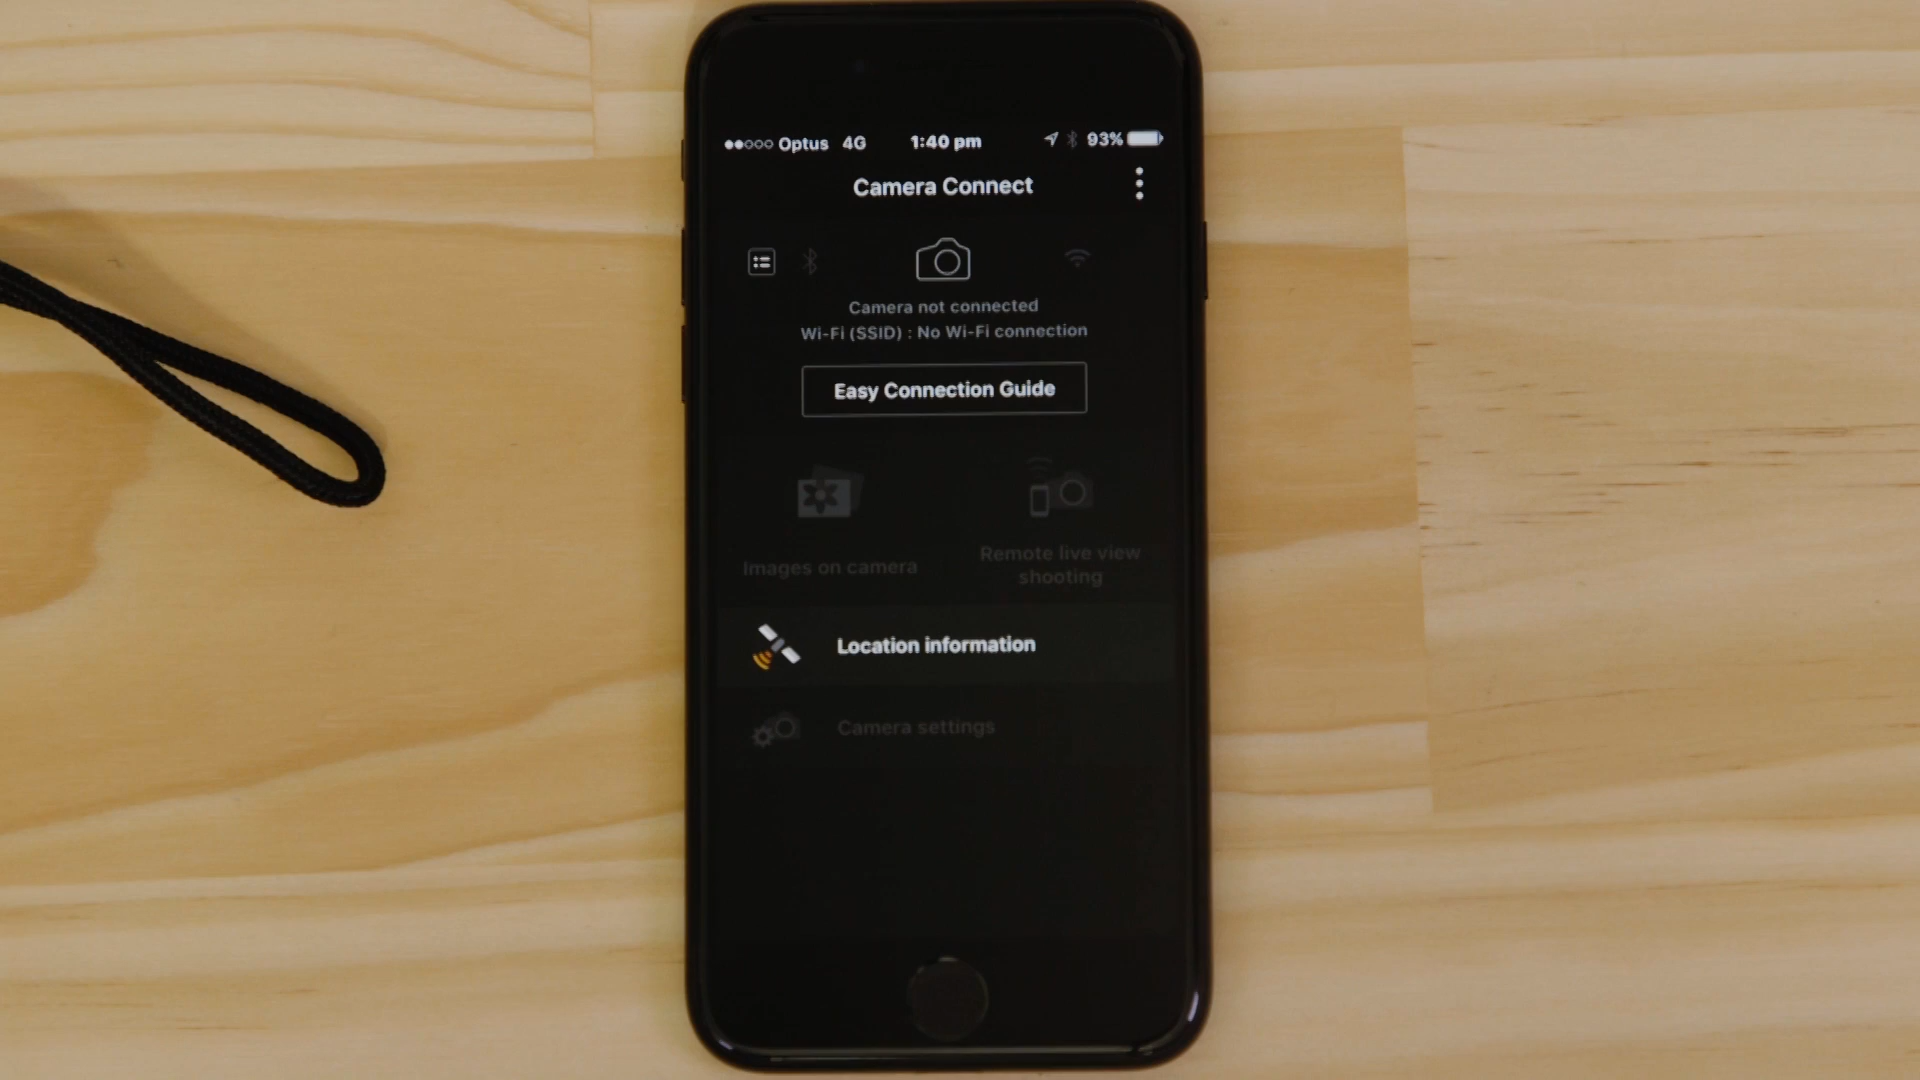 Optus 4G 1:40 pm 93%
Camera Connect
Camera not connected
Wi-Fi (SSID) : No Wi-Fi connection
Easy Connection Guide
Images on camera
Remote live view
shooting
Location information
Camera settings